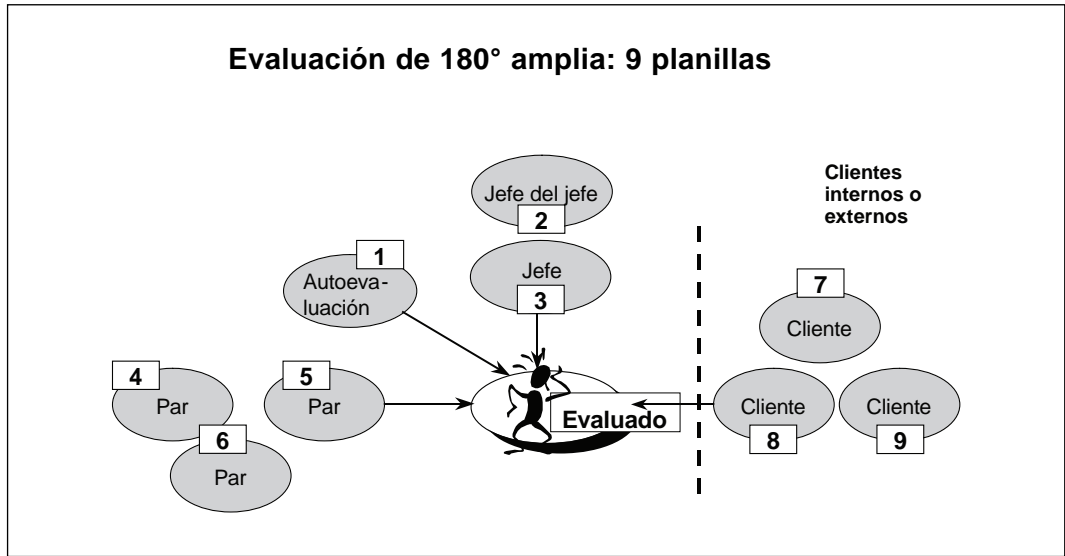 Evaluación de 180° amplia: 9 planillas
Clientes
internos o
externos
Jefe del jefe
2
1
Autoeva-
luación
Jefe
3
7
Cliente
4
Par
5
Par
6
Par
Evaluado
Cliente
8
Cliente
9